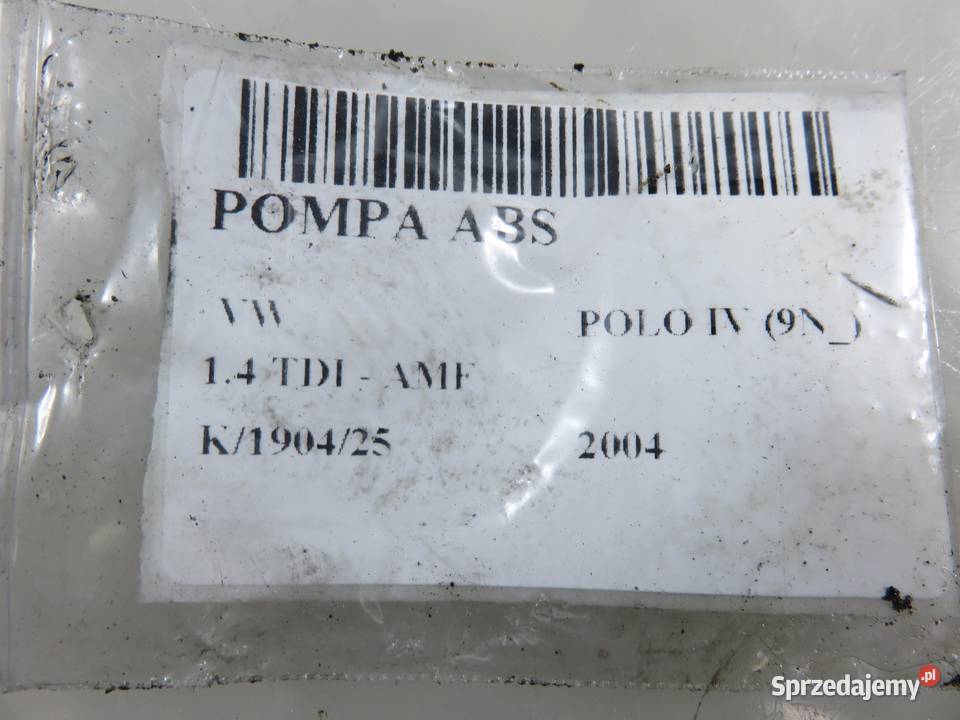 POMPA ABS
VW POLO IV (9N_)
1.4 TDI - AMF
K/1904/25 2004
Sprzedajemy.pl